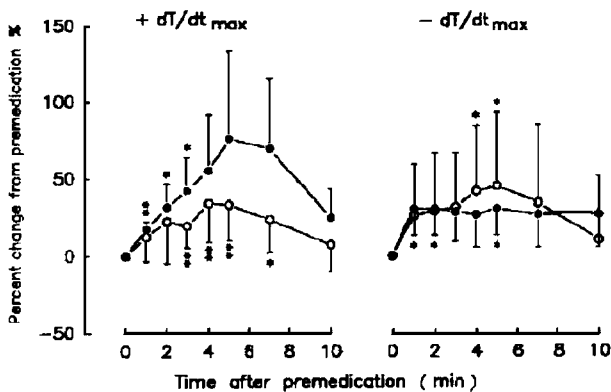 + dT/dt max
− dT/dt max
Percent change from premedication %
150
100
50
0
−50
0 2 4 6 8 10
0 2 4 6 8 10
Time after premedication ( min )